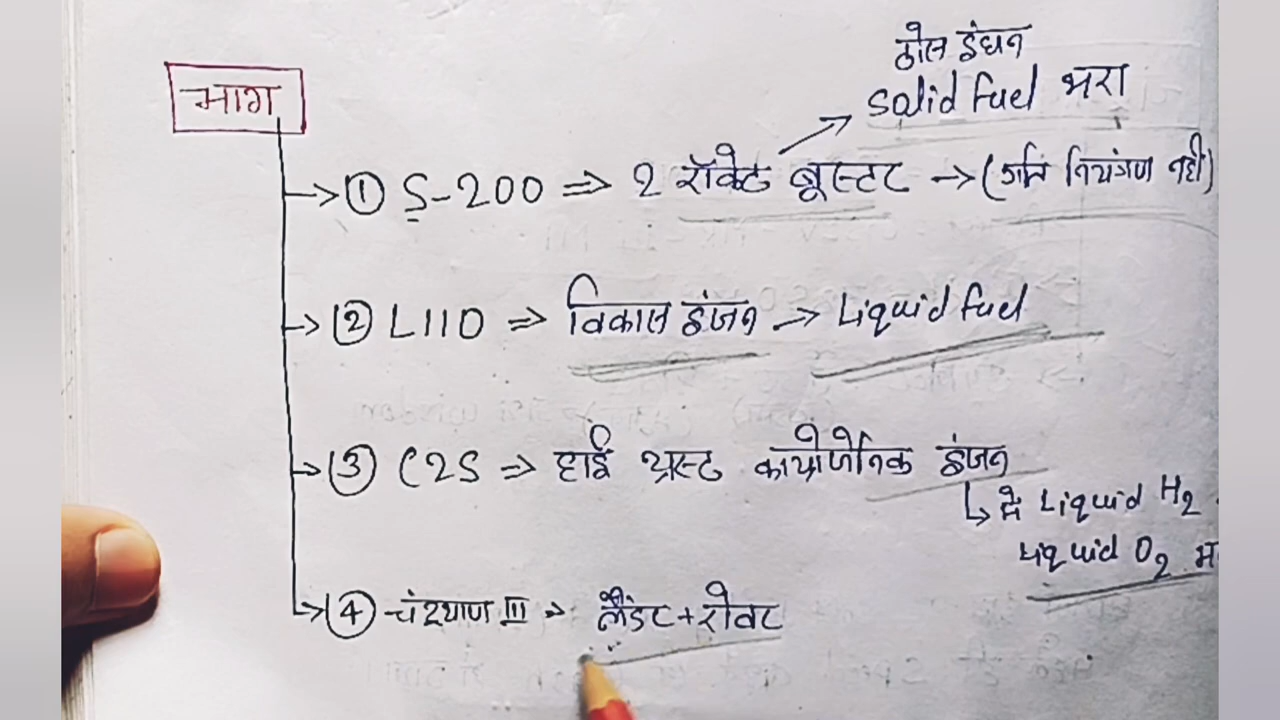 भाग
ठोस इंधन
Solid fuel भरा
→ ① S-200 ⇒ 2 रॉकेट बूस्टर → (गति नियंत्रण नही)
→ ② L110 ⇒ विकास इंजन → Liquid fuel
→ ③ C25 ⇒ हाई थ्रस्ट क्रायोजेनिक इंजन
↳ में Liquid H₂
Liquid O₂
→ ④ चंद्रयाण III ⇒ लैंडर + रोवर